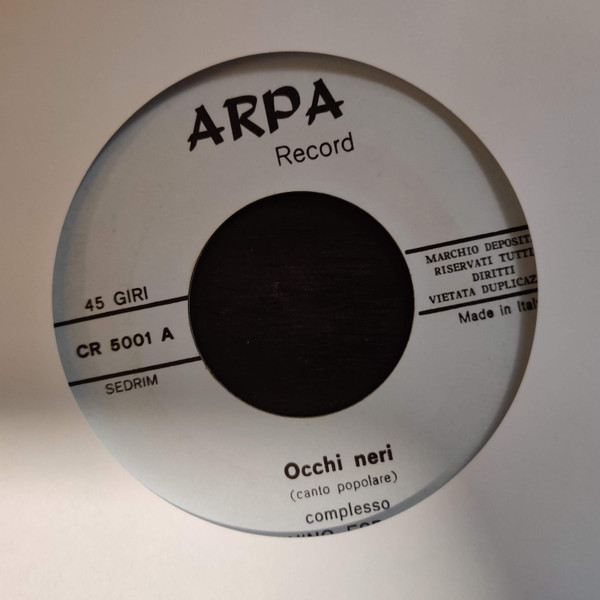 ARPA
Record
45 GIRI
CR 5001 A
SEDRIM
MARCHIO DEPOSIT
RISERVATI TUTTI
DIRITTI
VIETATA DUPLICAZ
Made in Ital
Occhi neri
(canto popolare)
complesso